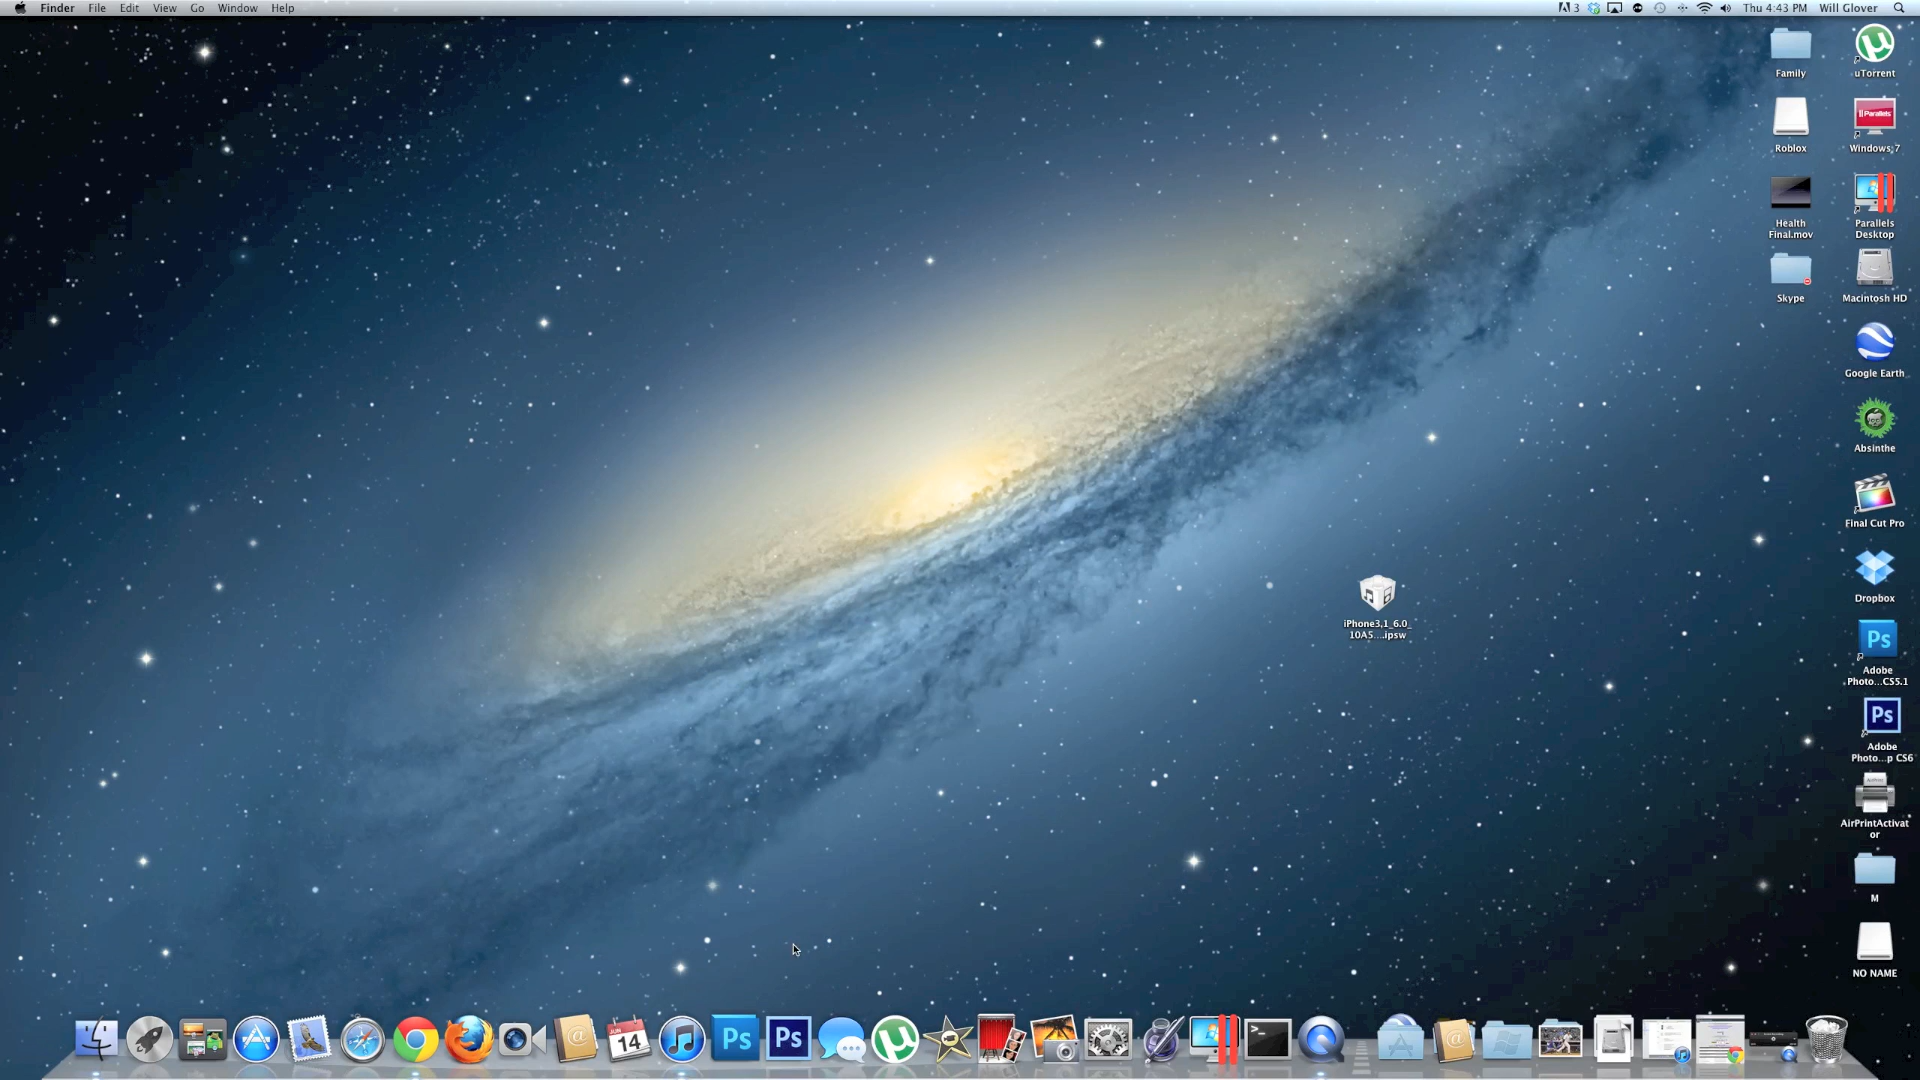 Finder File Edit View Go Window Help
3 Thu 4:43 PM Will Glover
Family
uTorrent
Roblox
|| Parallels
Windows 7
Health
Final.mov
Parallels
Desktop
Skype
Macintosh HD
Google Earth
Absinthe
Final Cut Pro
Dropbox
iPhone3,1_6.0_
10A5....ipsw
Ps
Adobe
Photo...CS5.1
Ps
Adobe
Photo...p CS6
AirPrintActivat
or
M
NO NAME
JUN
14
Ps
Ps